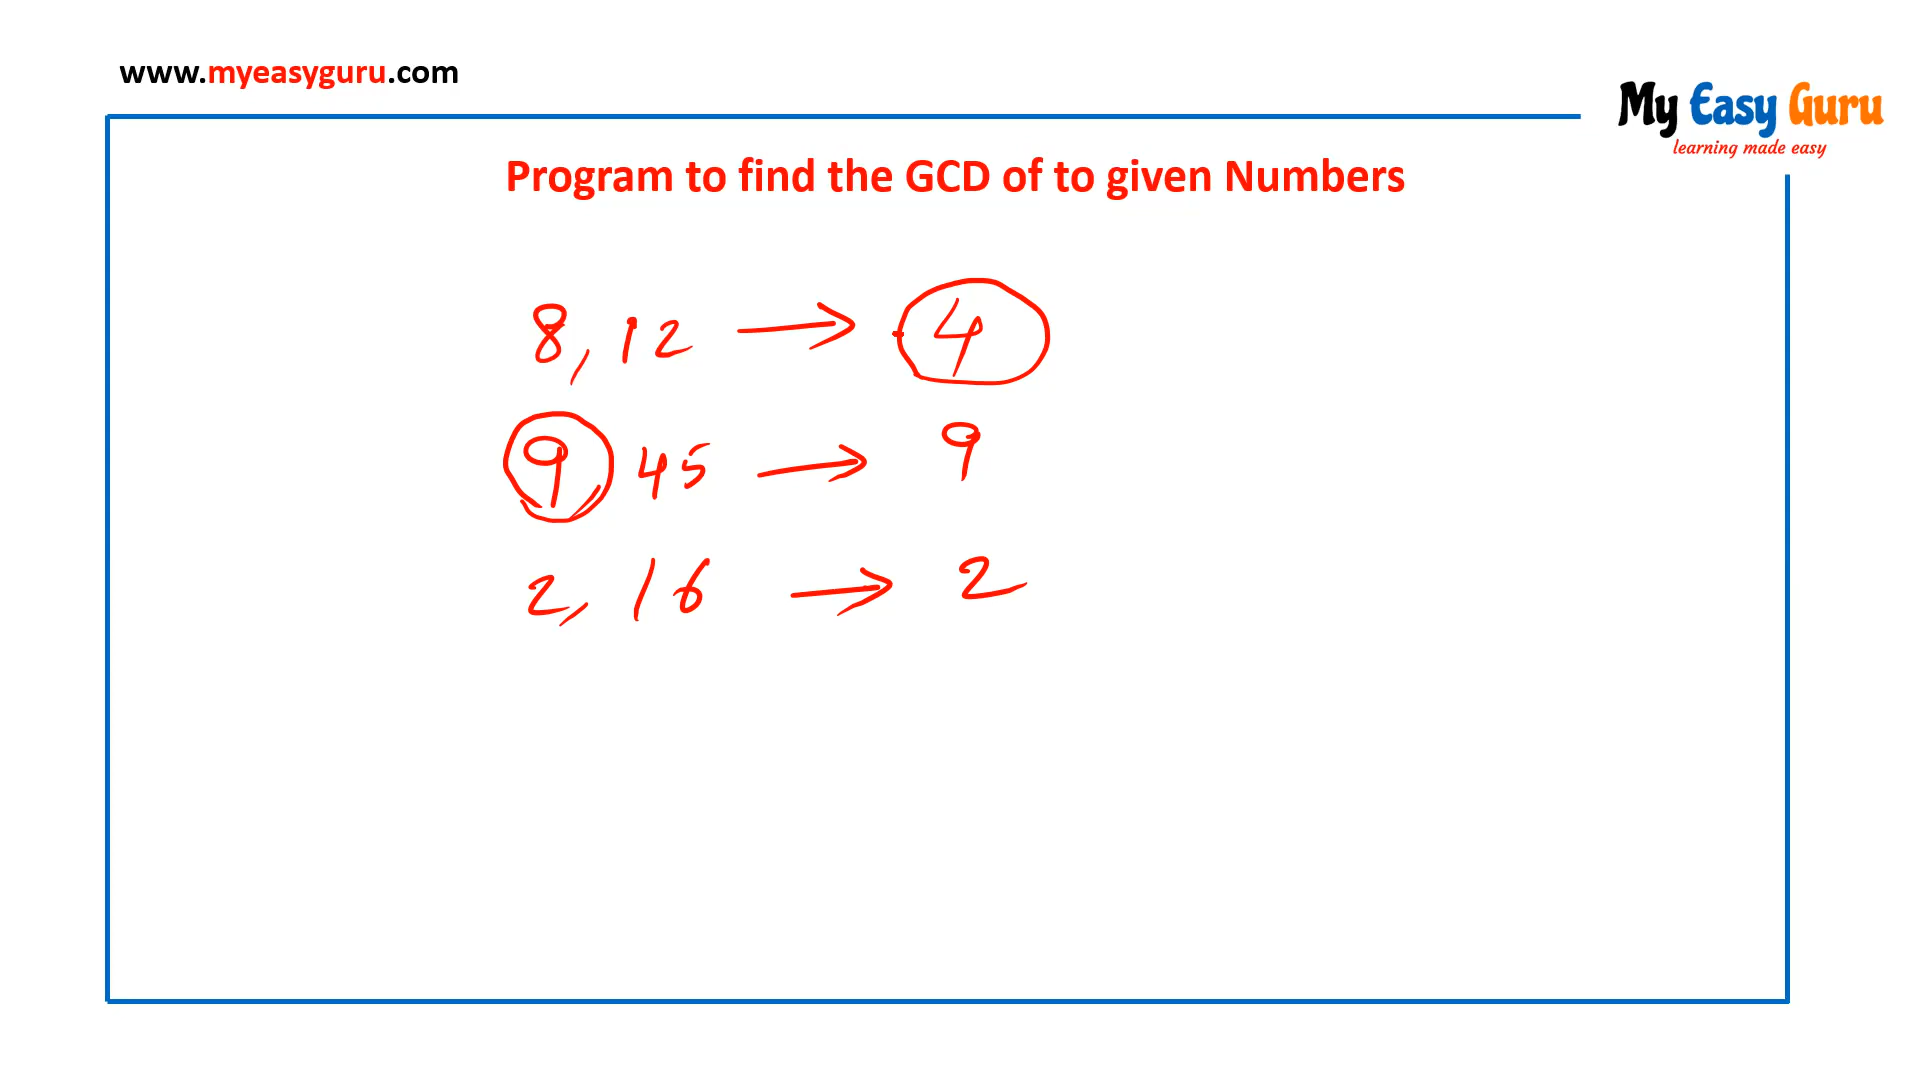 www.myeasyguru.com
My Easy Guru
learning made easy
Program to find the GCD of to given Numbers
8, 12 → 4
9 45 → 9
2, 16 → 2